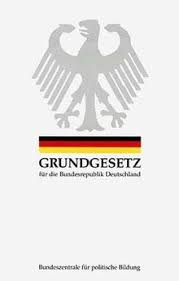 GRUNDGESETZ
für die Bundesrepublik Deutschland
Bundeszentrale für politische Bildung